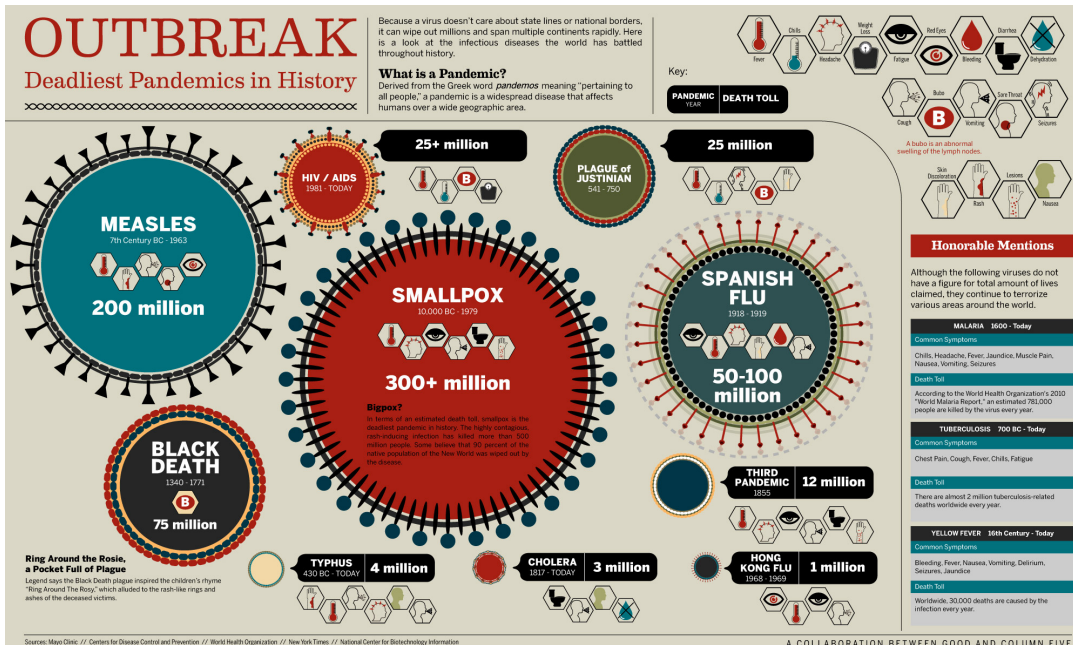 OUTBREAK
Deadliest Pandemics in History
Because a virus doesn't care about state lines or national borders,
it can wipe out millions and span multiple continents rapidly. Here
is a look at the infectious diseases the world has battled
throughout history.
What is a Pandemic?
Derived from the Greek word pandemos meaning "pertaining to
all people," a pandemic is a widespread disease that affects
humans over a wide geographic area.
Key:
PANDEMIC
YEAR
DEATH TOLL
Fever
Chills
Headache
Weight
Loss
Fatigue
Red Eyes
Bleeding
Diarrhea
Dehydration
Cough
Bubo
B
Vomiting
Sore Throat
Seizures
A bubo is an abnormal
swelling of the lymph nodes.
Skin
Discoloration
Rash
Lesions
Nausea
MEASLES
7th Century BC - 1963
200 million
HIV / AIDS
1981 - TODAY
25+ million
B
PLAGUE of
JUSTINIAN
541 - 750
25 million
B
SMALLPOX
10,000 BC - 1979
300+ million
Bigpox?
In terms of an estimated death toll, smallpox is the
deadliest pandemic in history. The highly contagious,
rash-inducing infection has killed more than 500
million people. Some believe that 90 percent of the
native population of the New World was wiped out by
the disease.
SPANISH
FLU
1918 - 1919
50-100
million
BLACK
DEATH
1340 - 1771
B
75 million
Ring Around the Rosie,
a Pocket Full of Plague
Legend says the Black Death plague inspired the children's rhyme
"Ring Around The Rosy," which alluded to the rash-like rings and
ashes of the deceased victims.
THIRD
PANDEMIC
1855
12 million
TYPHUS
430 BC - TODAY
4 million
CHOLERA
1817 - TODAY
3 million
HONG
KONG FLU
1968 - 1969
1 million
Honorable Mentions
Although the following viruses do not
have a figure for total amount of lives
claimed, they continue to terrorize
various areas around the world.
MALARIA 1600 - Today
Common Symptoms
Chills, Headache, Fever, Jaundice, Muscle Pain,
Nausea, Vomiting, Seizures
Death Toll
According to the World Health Organization's 2010
"World Malaria Report," an estimated 781,000
people are killed by the virus every year.
TUBERCULOSIS 700 BC - Today
Common Symptoms
Chest Pain, Cough, Fever, Chills, Fatigue
Death Toll
There are almost 2 million tuberculosis-related
deaths worldwide every year.
YELLOW FEVER 16th Century - Today
Common Symptoms
Bleeding, Fever, Nausea, Vomiting, Delirium,
Seizures, Jaundice
Death Toll
Worldwide, 30,000 deaths are caused by the
infection every year.
Sources: Mayo Clinic // Centers for Disease Control and Prevention // World Health Organization // New York Times // National Center for Biotechnology Information
A COLLABORATION BETWEEN GOOD AND COLUMN FIVE